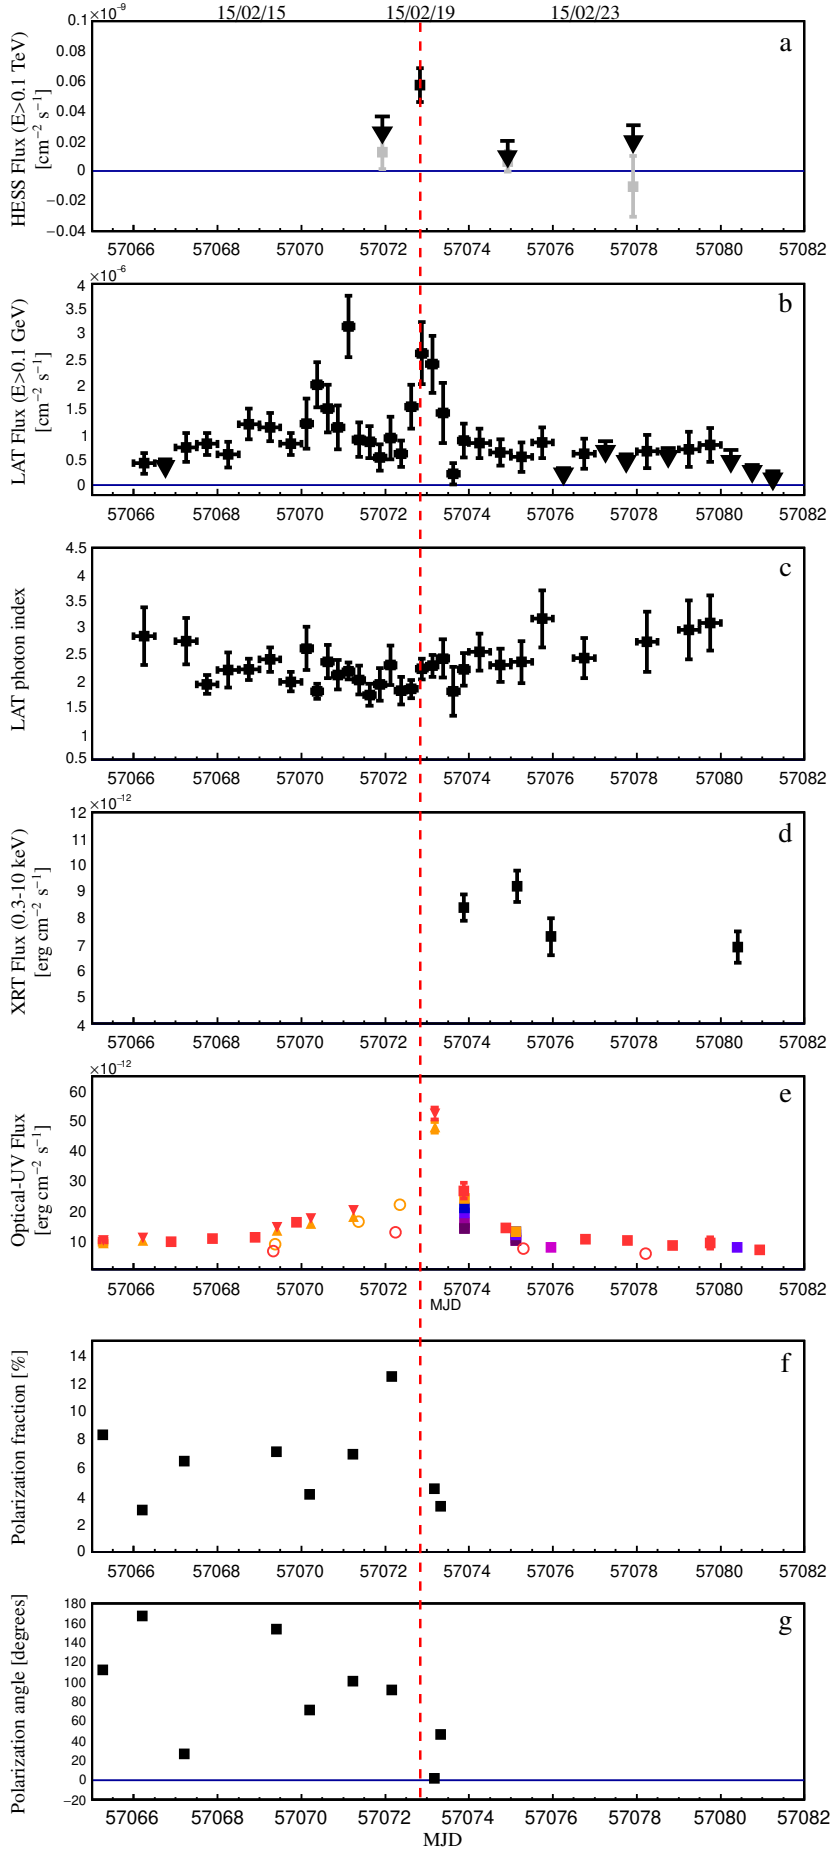 15/02/15 15/02/19 15/02/23
×10⁻⁹
a
HESS Flux (E>0.1 TeV)
[cm⁻² s⁻¹]
0.1
0.08
0.06
0.04
0.02
0
−0.02
−0.04
57066 57068 57070 57072 57074 57076 57078 57080 57082
×10⁻⁶
b
LAT Flux (E>0.1 GeV)
[cm⁻² s⁻¹]
4
3.5
3
2.5
2
1.5
1
0.5
0
57066 57068 57070 57072 57074 57076 57078 57080 57082
c
LAT photon index
4.5
4
3.5
3
2.5
2
1.5
1
0.5
57066 57068 57070 57072 57074 57076 57078 57080 57082
×10⁻¹²
d
XRT Flux (0.3-10 keV)
[erg cm⁻² s⁻¹]
12
11
10
9
8
7
6
5
4
57066 57068 57070 57072 57074 57076 57078 57080 57082
×10⁻¹²
e
Optical-UV Flux
[erg cm⁻² s⁻¹]
60
50
40
30
20
10
57066 57068 57070 57072 57074 57076 57078 57080 57082
MJD
f
Polarization fraction [%]
14
12
10
8
6
4
2
0
57066 57068 57070 57072 57074 57076 57078 57080 57082
g
Polarization angle [degrees]
180
160
140
120
100
80
60
40
20
0
−20
57066 57068 57070 57072 57074 57076 57078 57080 57082
MJD